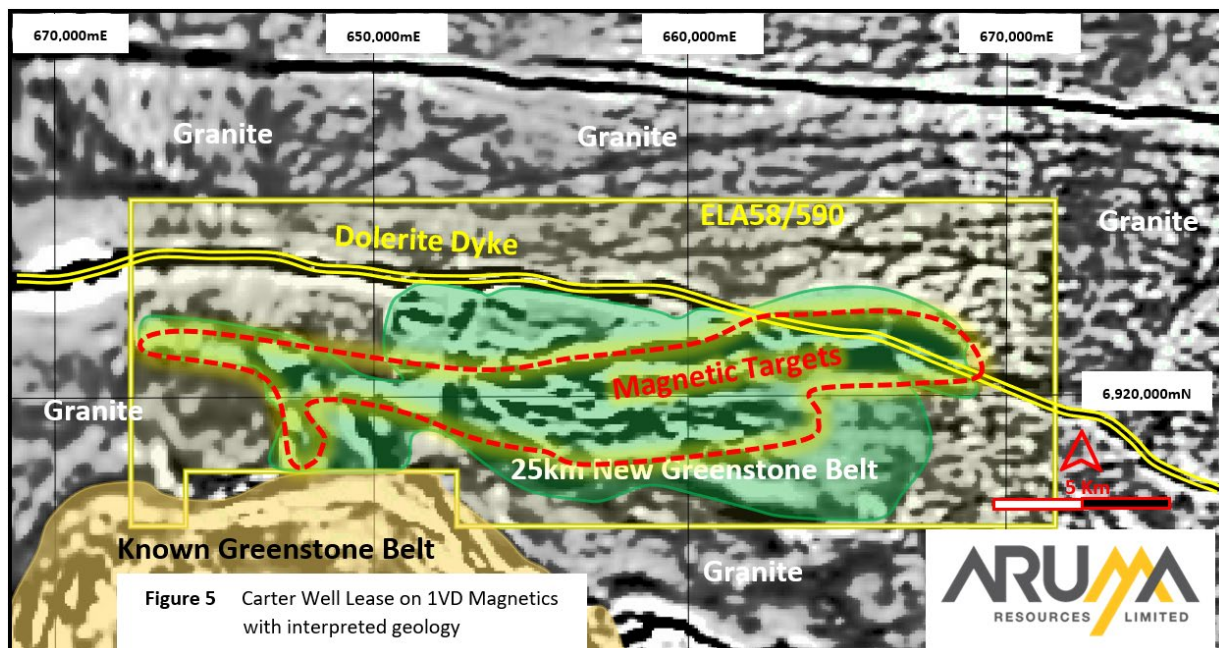 670,000mE
650,000mE
660,000mE
670,000mE
Granite
Granite
ELA58/590
Granite
Dolerite Dyke
Magnetic Targets
6,920,000mN
Granite
25km New Greenstone Belt
5 Km
Known Greenstone Belt
Granite
Figure 5 Carter Well Lease on 1VD Magnetics
with interpreted geology
ARUMA
RESOURCES LIMITED